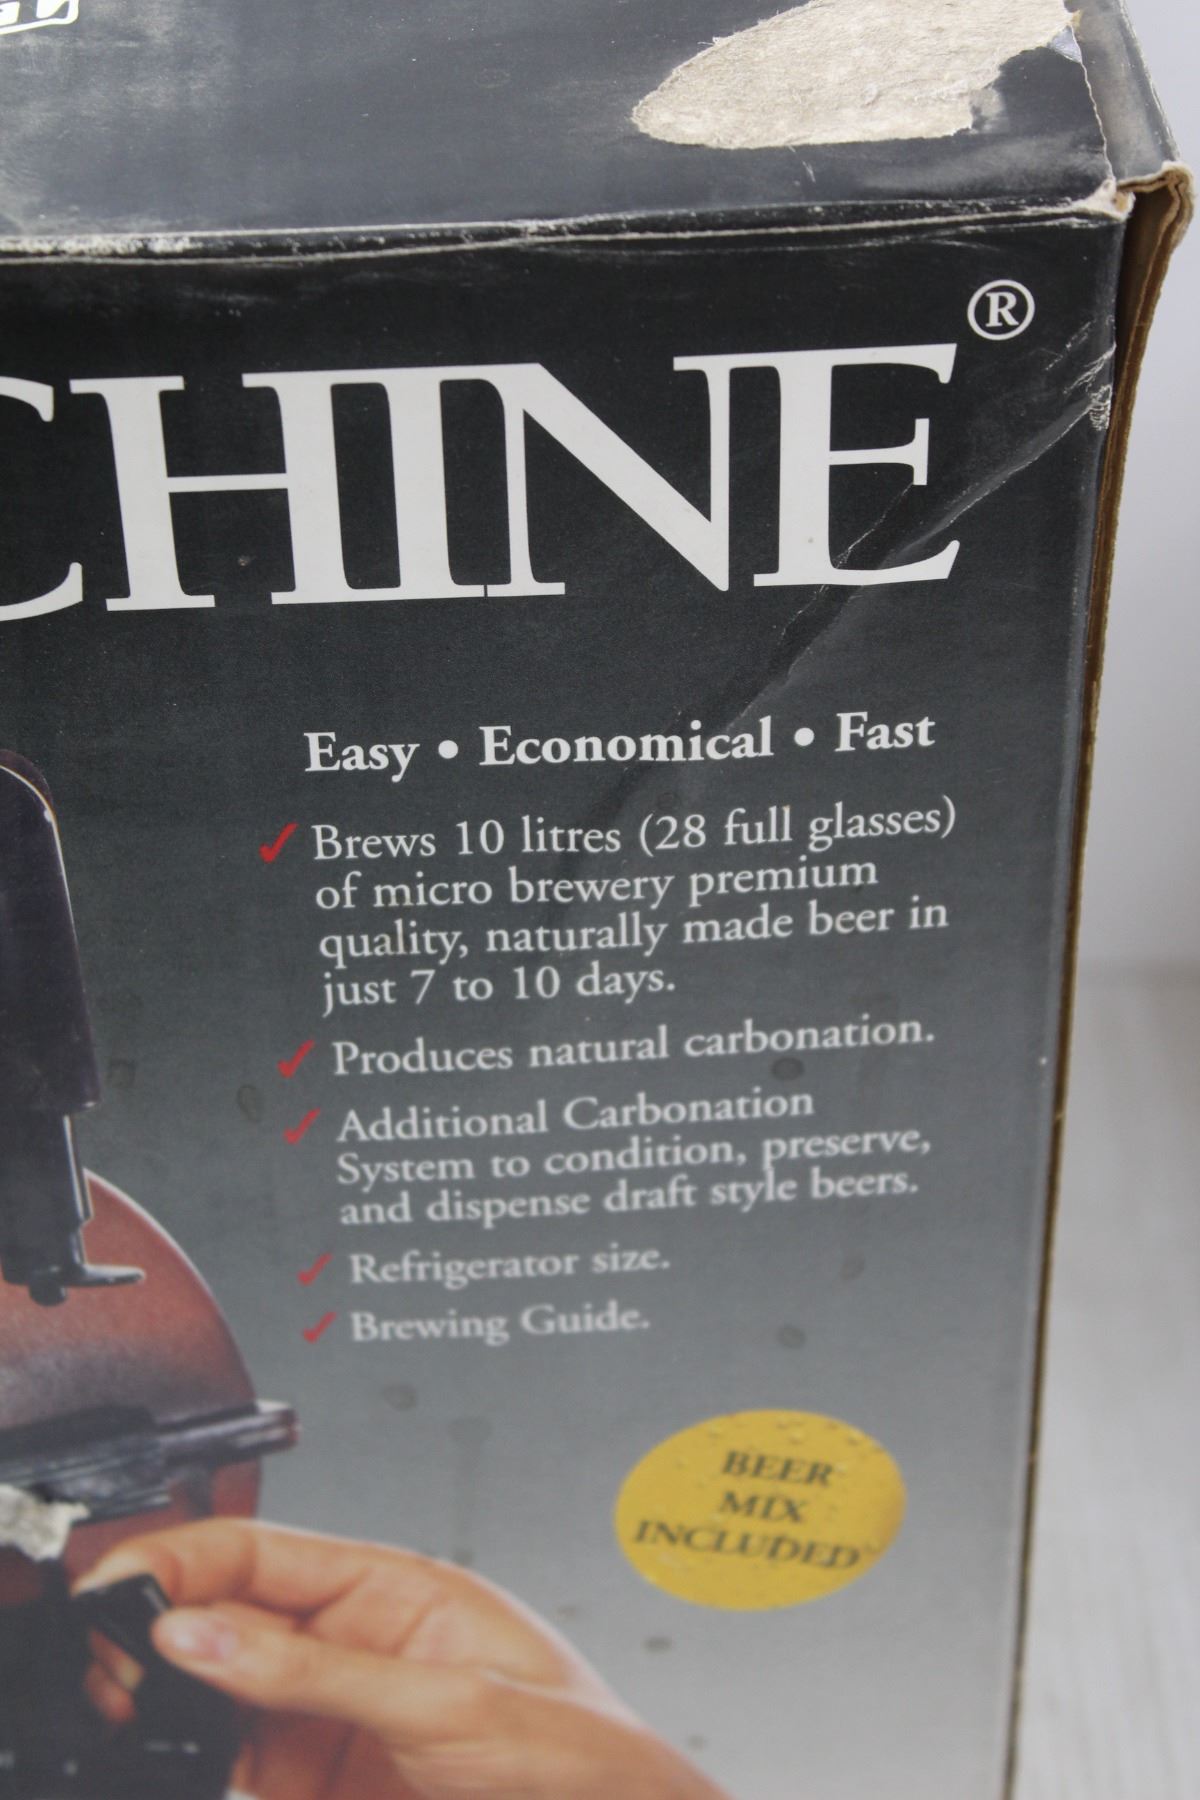 CHINE®
Easy • Economical • Fast
✓ Brews 10 litres (28 full glasses)
of micro brewery premium
quality, naturally made beer in
just 7 to 10 days.
✓ Produces natural carbonation.
✓ Additional Carbonation
System to condition, preserve,
and dispense draft style beers.
✓ Refrigerator size.
✓ Brewing Guide.
BEER
MIX
INCLUDED